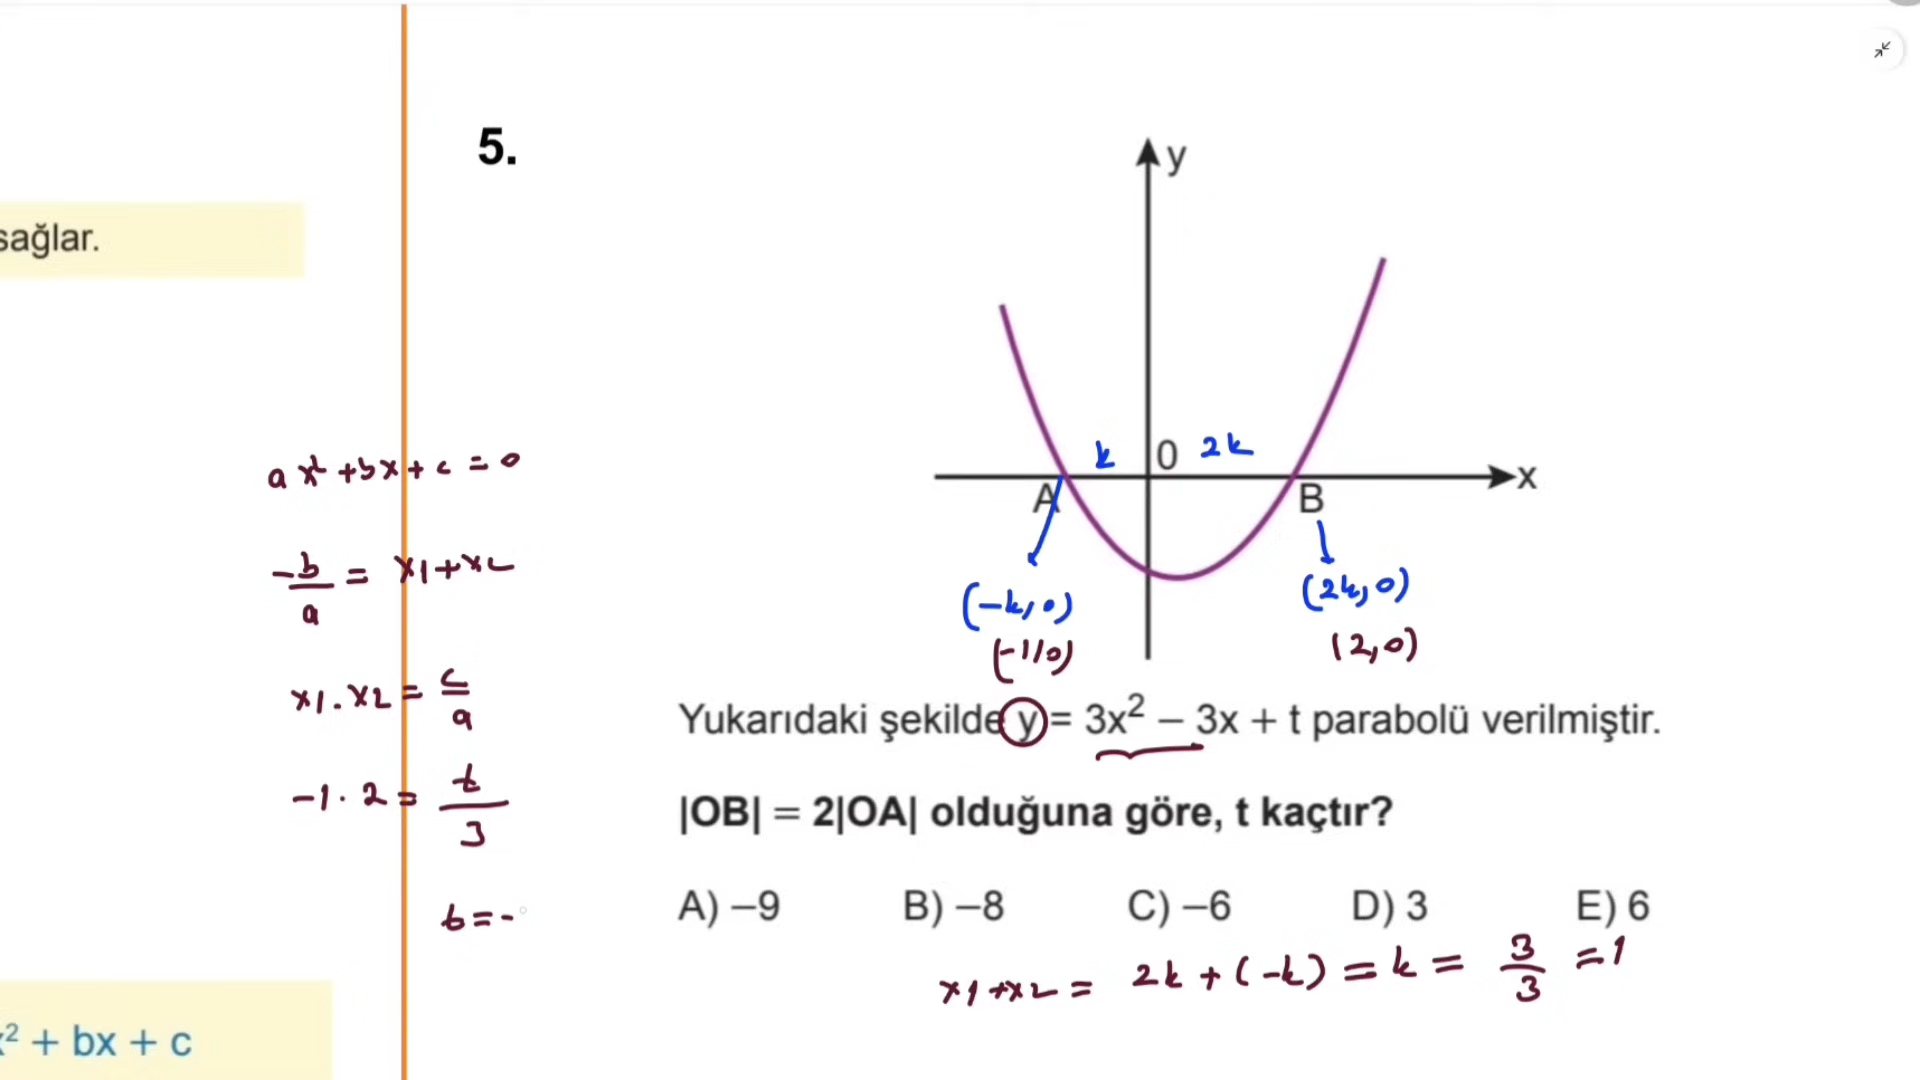 sağlar.
x² + bx + c
ax² + bx + c = 0
-b/a = x1 + x2
x1 . x2 = c/a
-1 . 2 = t/3
t = -
5.
y
k 0 2k
x
A B
(-k, 0) (2k, 0)
(-1, 0) (2, 0)
Yukarıdaki şekilde y = 3x² – 3x + t parabolü verilmiştir.
|OB| = 2|OA| olduğuna göre, t kaçtır?
A) –9 B) –8 C) –6 D) 3 E) 6
x1 + x2 = 2k + (-k) = k = 3/3 = 1